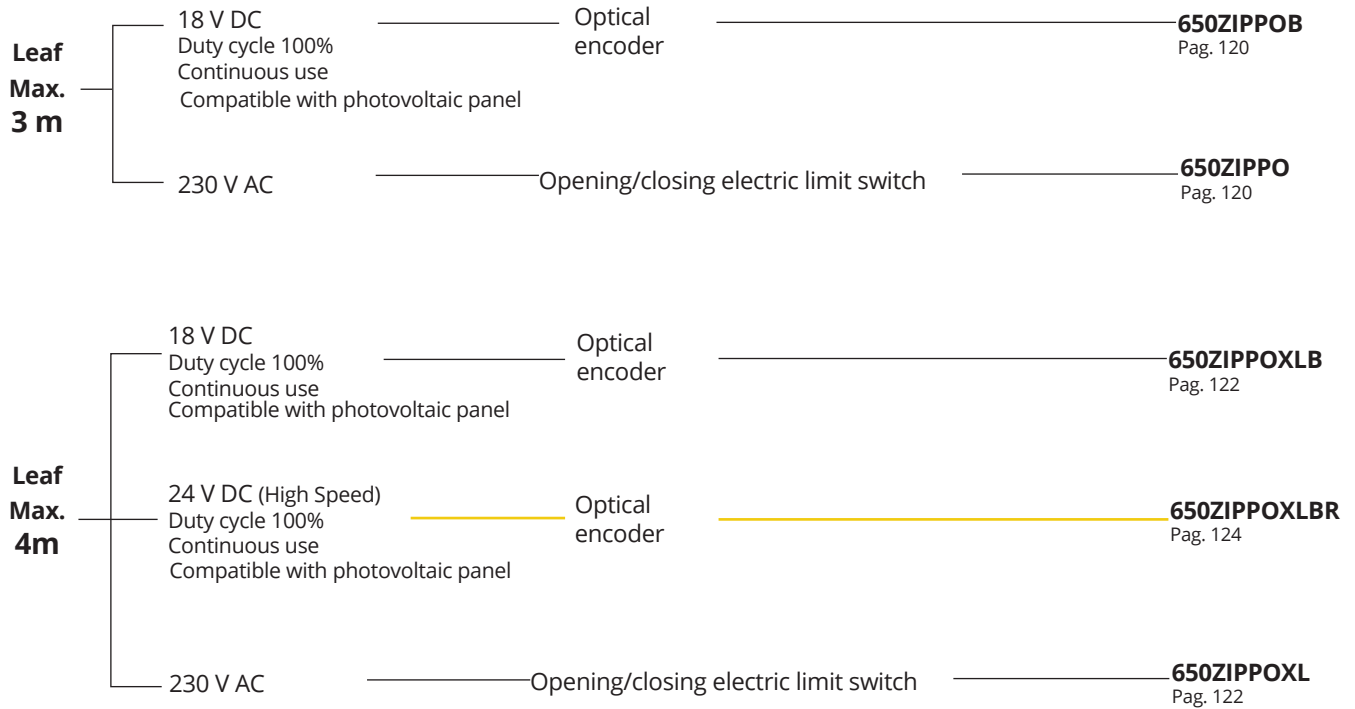 Leaf
Max.
3 m
18 V DC
Duty cycle 100%
Continuous use
Compatible with photovoltaic panel
Optical
encoder
650ZIPPOB
Pag. 120
230 V AC
Opening/closing electric limit switch
650ZIPPO
Pag. 120
Leaf
Max.
4m
18 V DC
Duty cycle 100%
Continuous use
Compatible with photovoltaic panel
Optical
encoder
650ZIPPOXLB
Pag. 122
24 V DC (High Speed)
Duty cycle 100%
Continuous use
Compatible with photovoltaic panel
Optical
encoder
650ZIPPOXLBR
Pag. 124
230 V AC
Opening/closing electric limit switch
650ZIPPOXL
Pag. 122